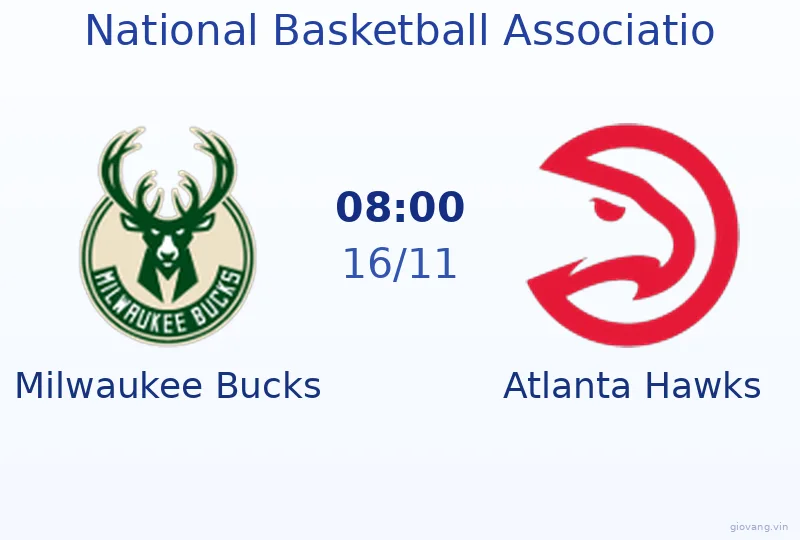 National Basketball Associatio
MILWAUKEE BUCKS
08:00
16/11
Milwaukee Bucks
Atlanta Hawks
giovang.vin